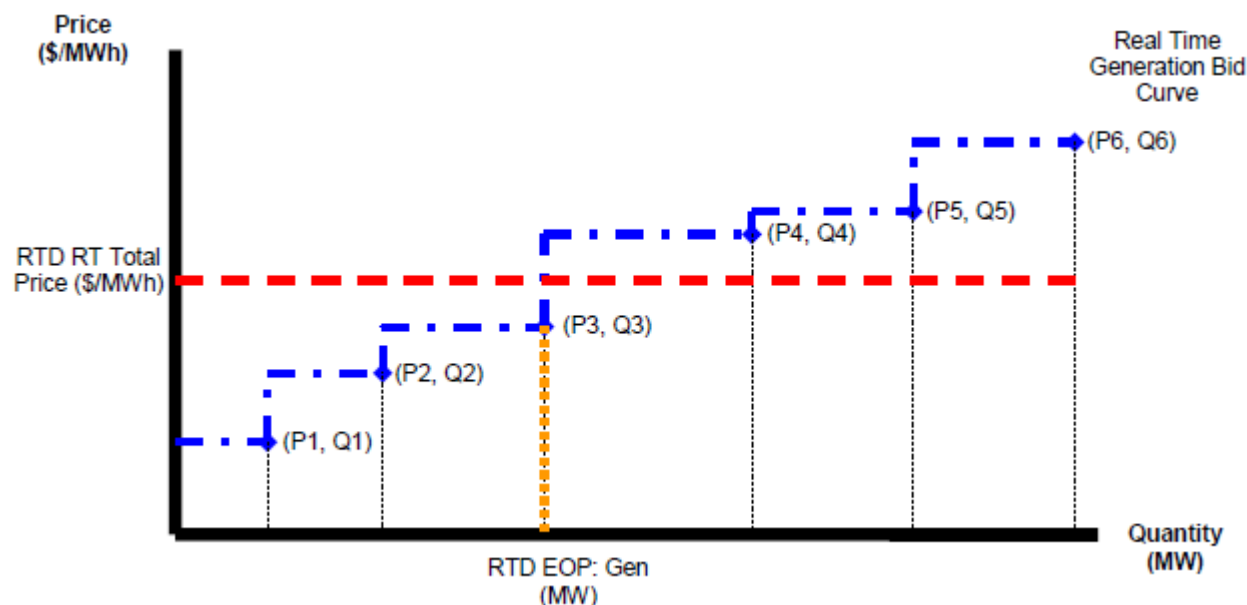 Price
($/MWh)
Real Time
Generation Bid
Curve
(P6, Q6)
(P5, Q5)
(P4, Q4)
RTD RT Total
Price ($/MWh)
(P3, Q3)
(P2, Q2)
(P1, Q1)
Quantity
(MW)
RTD EOP: Gen
(MW)